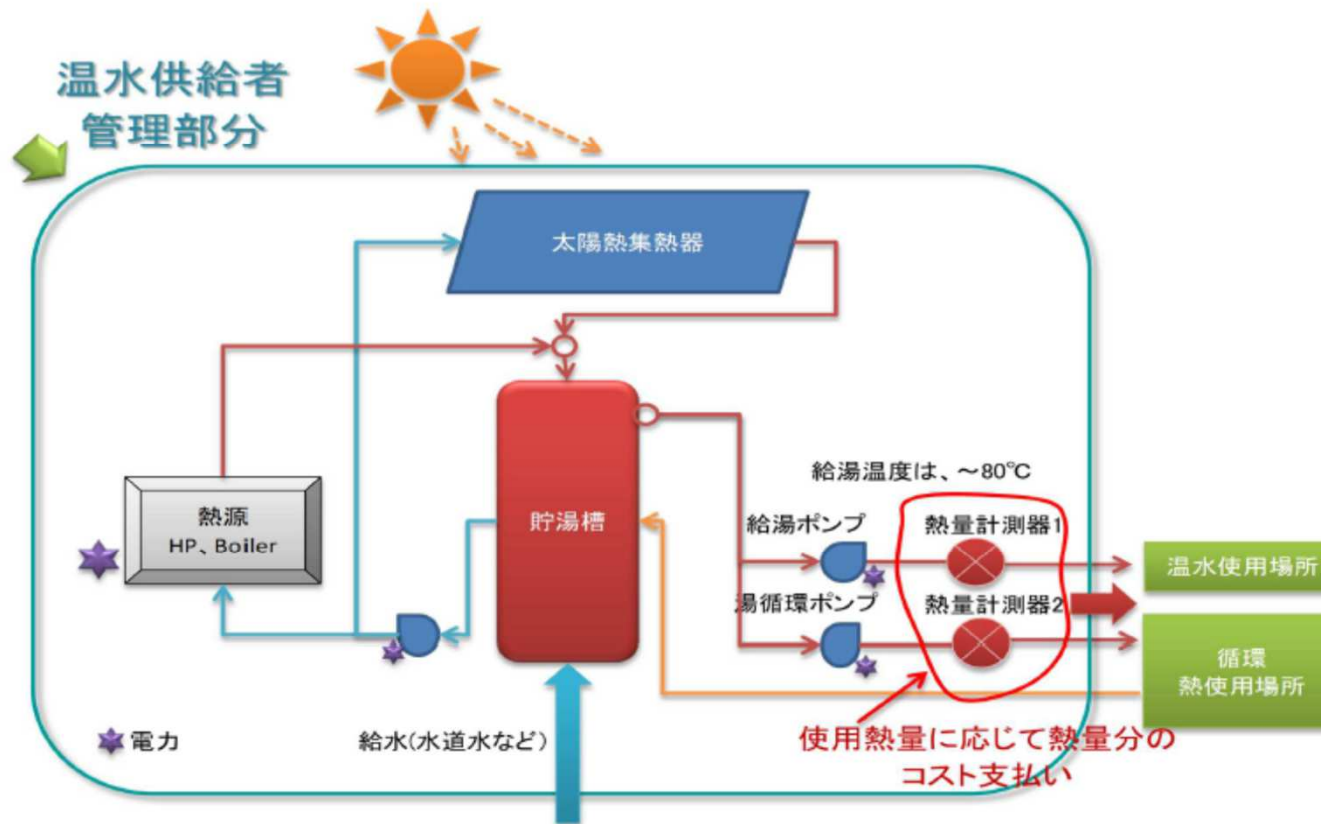 温水供給者
管理部分
太陽熱集熱器
給湯温度は、～80℃
熱源
HP、Boiler
貯湯槽
給湯ポンプ
熱量計測器1
温水使用場所
湯循環ポンプ
熱量計測器2
循環
熱使用場所
電力
給水(水道水など)
使用熱量に応じて熱量分の
コスト支払い